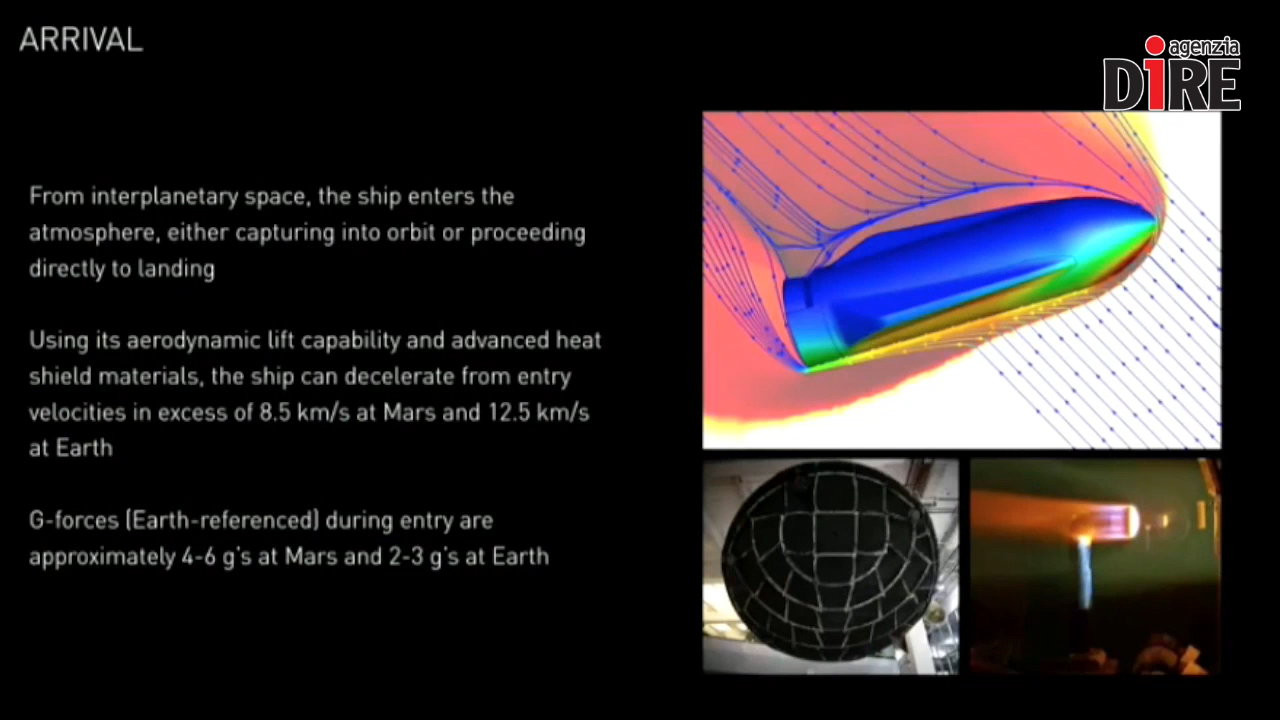 ARRIVAL
agenzia
DiRE
From interplanetary space, the ship enters the
atmosphere, either capturing into orbit or proceeding
directly to landing
Using its aerodynamic lift capability and advanced heat
shield materials, the ship can decelerate from entry
velocities in excess of 8.5 km/s at Mars and 12.5 km/s
at Earth
G-forces (Earth-referenced) during entry are
approximately 4-6 g's at Mars and 2-3 g's at Earth